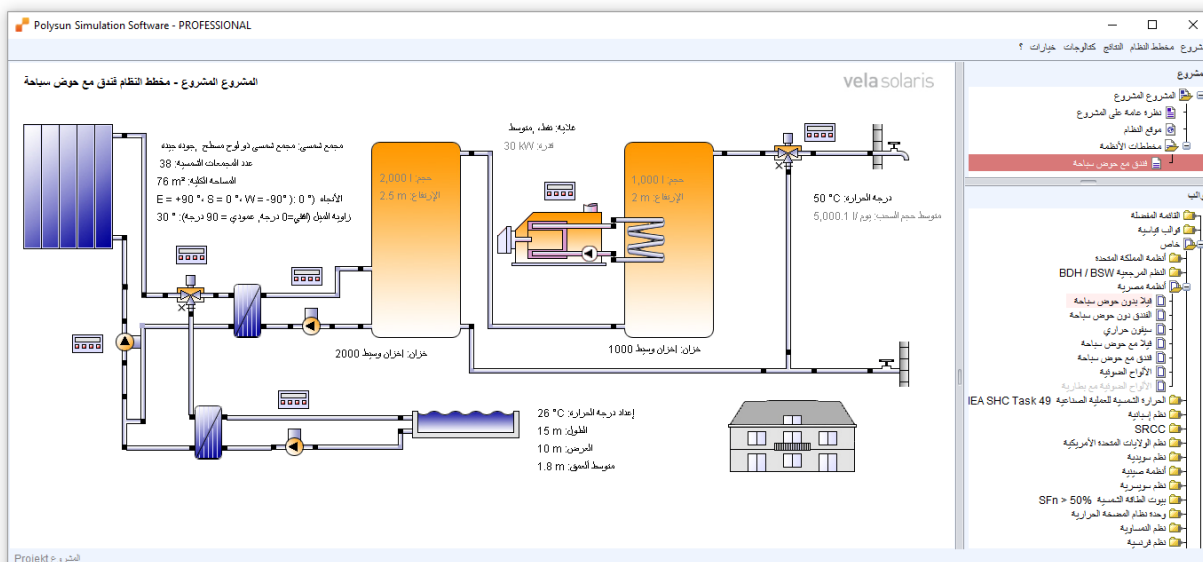 Polysun Simulation Software - PROFESSIONAL
مشروع مخطط النظام النتائج كتالوجات خيارات ؟
المشروع المشروع - مخطط النظام فندق مع حوض سباحة
vela solaris
مجمع شمسي: مجمع شمسي ذو لوح مسطح ,جودة جيدة
عدد المجمعات الشمسية: 38
المساحة الكلية: 76 m²
الأتجاه (° 0 :( E = +90 °، S = 0 °، W = -90°
زاوية الميل (افقي=0 درجة, عمودي = 90 درجة): ° 30
حجم: 2,000 l
الإرتفاع: 2.5 m
خزان: إخزان وسيط 2000
غلاية: نفط, متوسط
قدرة: 30 kW
حجم: 1,000 l
الإرتفاع: 2 m
خزان: إخزان وسيط 1000
درجة الحرارة: 50 °C
متوسط حجم السحب: يوم /l 5,000.1
إعداد درجة الحرارة: 26 °C
الطول: 15 m
العرض: 10 m
متوسط العمق: 1.8 m
مشروع
المشروع المشروع
نظرة عامة على المشروع
موقع النظام
مخططات الأنظمة
فندق مع حوض سباحة
القائمة المفضلة
قوالب قياسية
خاص
أنظمة المملكة المتحدة
النظم المرجعية BDH / BSW
أنظمة مصرية
فيلا بدون حوض سباحة
الفندق دون حوض سباحة
سيفون حراري
فيلا مع حوض سباحة
فندق مع حوض سباحة
الألواح الضوئية
الألواح الضوئية مع بطارية
الحرارة الشمسية للعملية الصناعية IEA SHC Task 49
نظم إسبانية
SRCC
نظم الولايات المتحدة الأمريكية
نظم سويدية
أنظمة صينية
نظم سويسرية
بيوت الطاقة الشمسية SFn > 50%
وحدة نظام المضخة الحرارية
نظم النمساوية
نظم فرنسية
المشروع Projekt